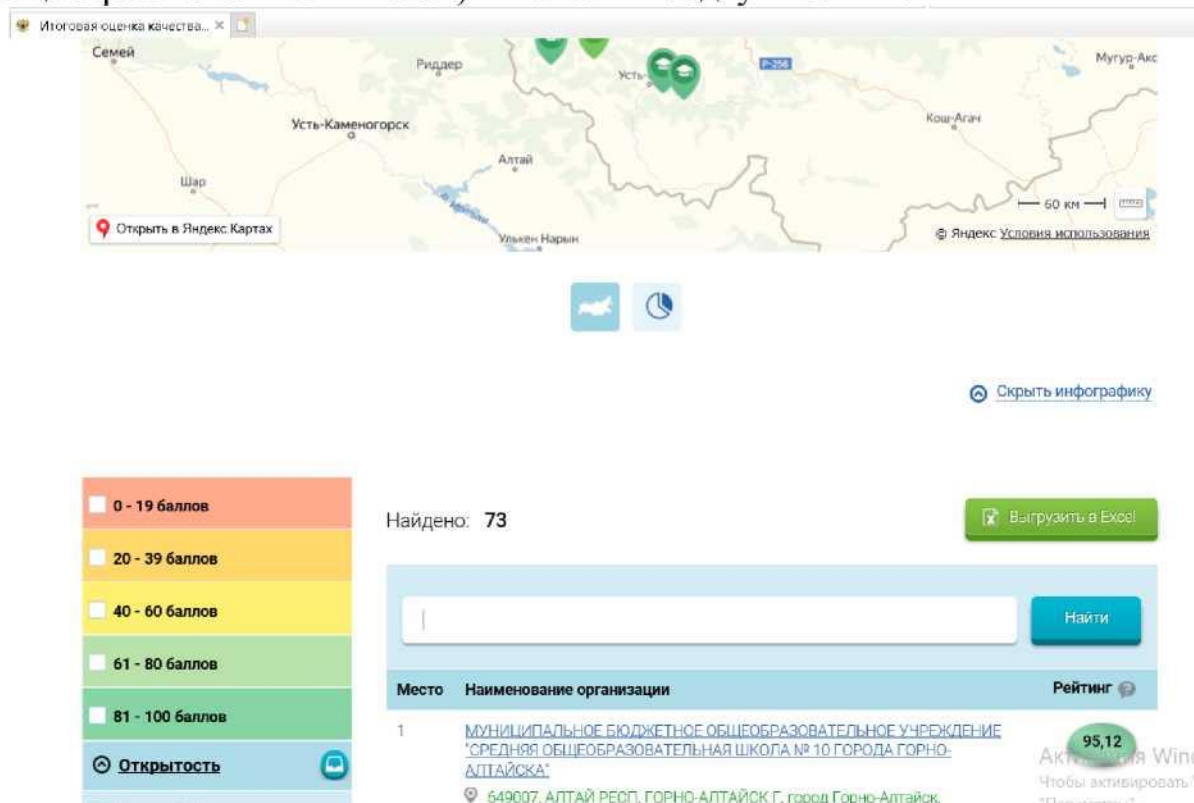 Итоговая оценка качества...
Семей
Риддер
Усть-
Р-256
Мугур-Акс
Усть-Каменогорск
Кош-Агач
Алтай
Шар
60 км
Открыть в Яндекс.Картах
Улькен Нарын
© Яндекс Условия использования
Скрыть инфографику
0 - 19 баллов
Найдено: 73
Выгрузить в Excel
20 - 39 баллов
40 - 60 баллов
Найти
61 - 80 баллов
Место Наименование организации Рейтинг
81 - 100 баллов
1 МУНИЦИПАЛЬНОЕ БЮДЖЕТНОЕ ОБЩЕОБРАЗОВАТЕЛЬНОЕ УЧРЕЖДЕНИЕ 95,12
"СРЕДНЯЯ ОБЩЕОБРАЗОВАТЕЛЬНАЯ ШКОЛА № 10 ГОРОДА ГОРНО-
АЛТАЙСКА"
Открытость
649007, АЛТАЙ РЕСП, ГОРНО-АЛТАЙСК Г, город Горно-Алтайск,
Чтобы активировать